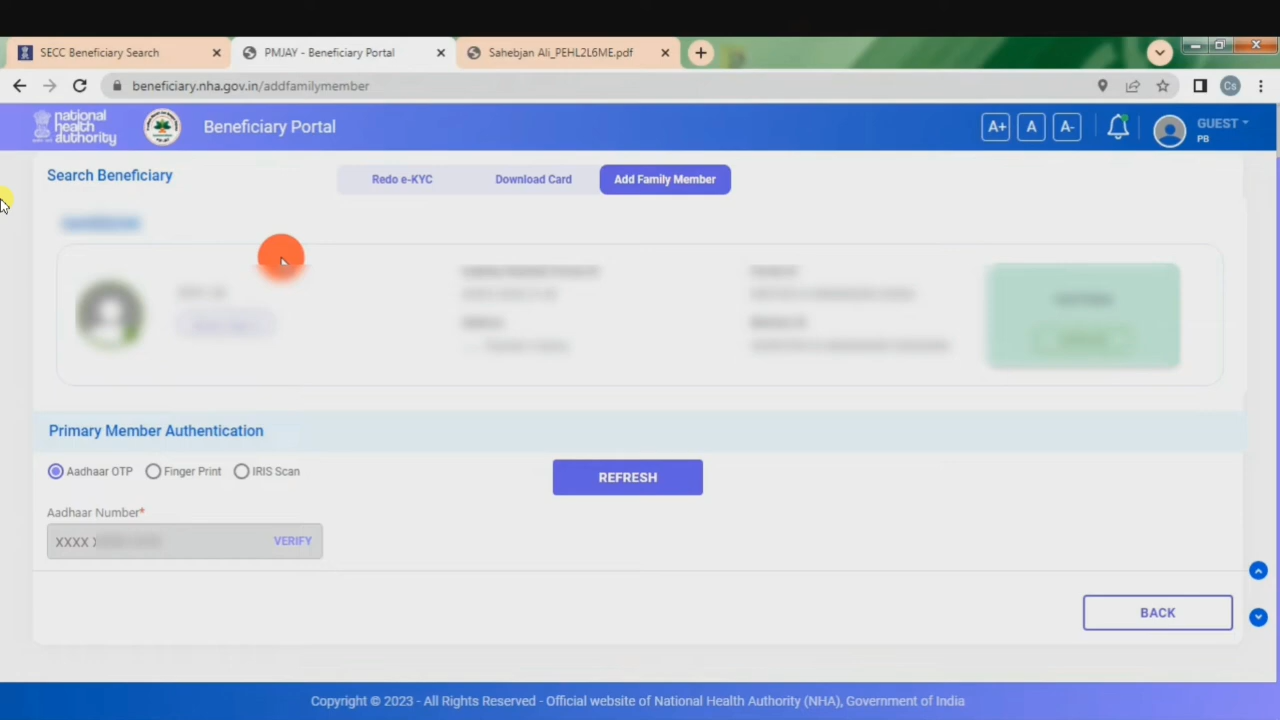 SECC Beneficiary Search
PMJAY - Beneficiary Portal
Sahebjan Ali_PEHL2L6ME.pdf
beneficiary.nha.gov.in/addfamilymember
Cs
national
health
authority
Beneficiary Portal
A+
A
A-
GUEST
PB
Search Beneficiary
Redo e-KYC
Download Card
Add Family Member
Primary Member Authentication
Aadhaar OTP
Finger Print
IRIS Scan
REFRESH
Aadhaar Number*
XXXX
VERIFY
BACK
Copyright © 2023 - All Rights Reserved - Official website of National Health Authority (NHA), Government of India